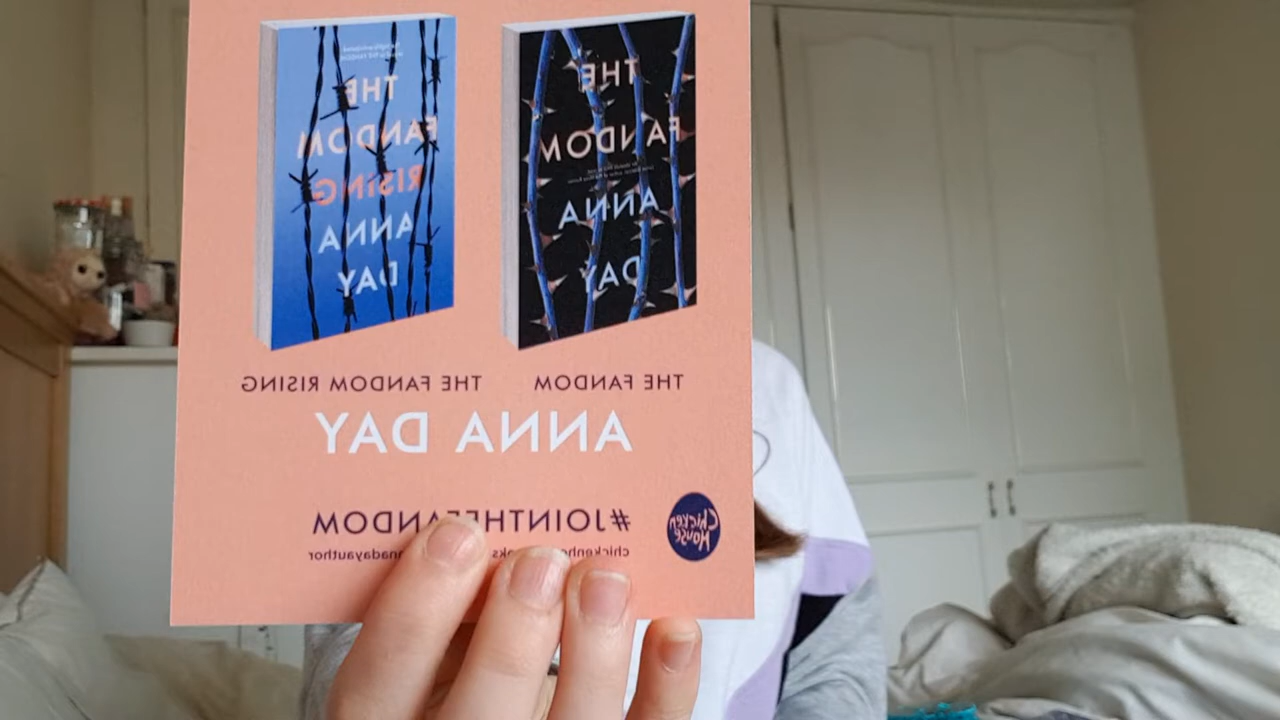 THE
FANDOM
ANNA
DAY
THE
FANDOM
RISING
ANNA
DAY
THE FANDOM
THE FANDOM RISING
ANNA DAY
#JOINTHEFANDOM
Chicken
House